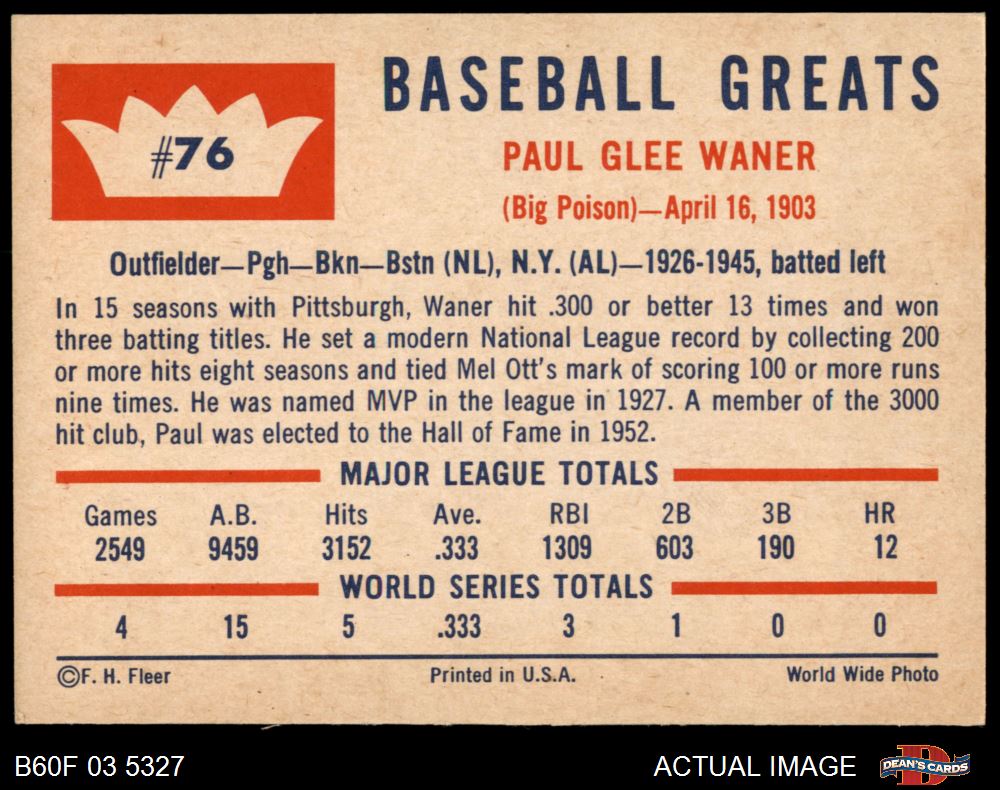 #76
BASEBALL GREATS
PAUL GLEE WANER
(Big Poison)—April 16, 1903
Outfielder—Pgh—Bkn—Bstn (NL), N.Y. (AL)—1926-1945, batted left
In 15 seasons with Pittsburgh, Waner hit .300 or better 13 times and won
three batting titles. He set a modern National League record by collecting 200
or more hits eight seasons and tied Mel Ott's mark of scoring 100 or more runs
nine times. He was named MVP in the league in 1927. A member of the 3000
hit club, Paul was elected to the Hall of Fame in 1952.
MAJOR LEAGUE TOTALS
Games A.B. Hits Ave. RBI 2B 3B HR
2549 9459 3152 .333 1309 603 190 12
WORLD SERIES TOTALS
4 15 5 .333 3 1 0 0
©F. H. Fleer Printed in U.S.A. World Wide Photo
B60F 03 5327 ACTUAL IMAGE D DEAN'S CARDS